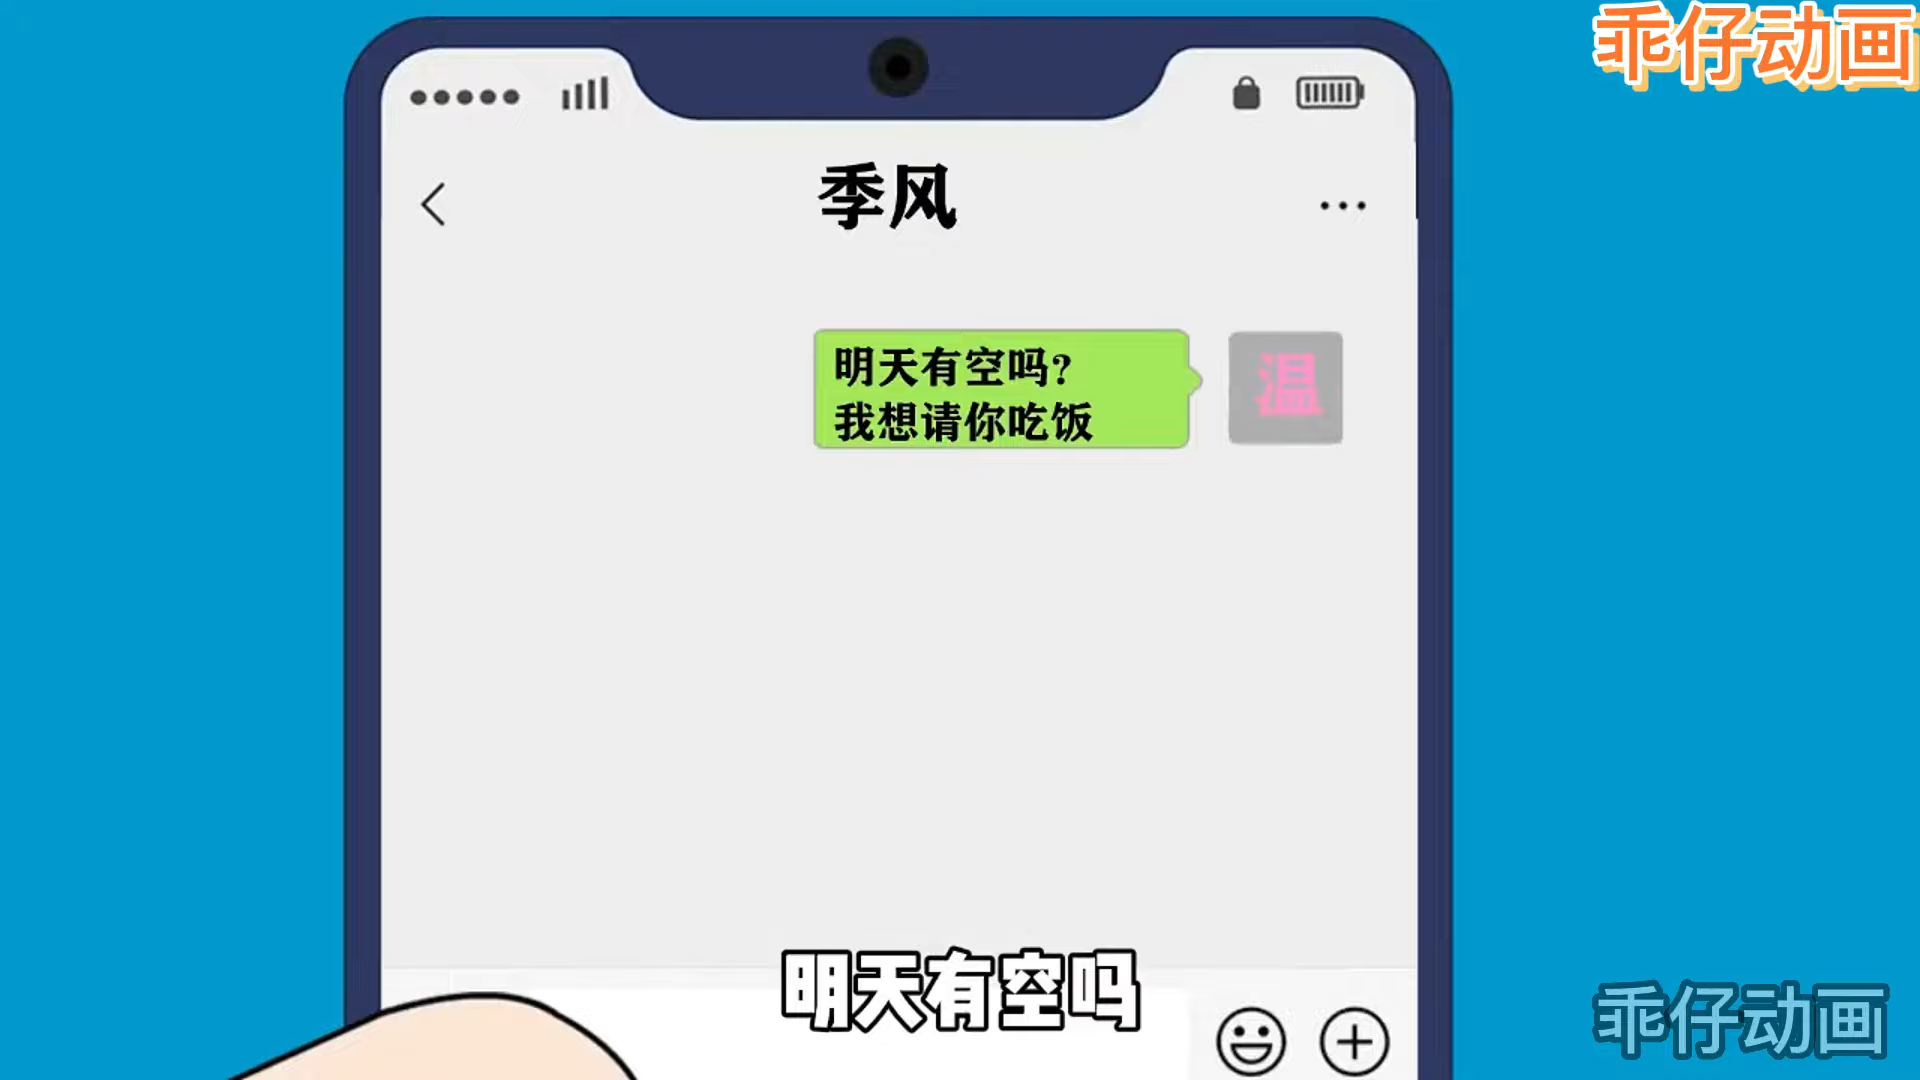 乖仔动画
季风
明天有空吗?
我想请你吃饭
温
明天有空吗
乖仔动画